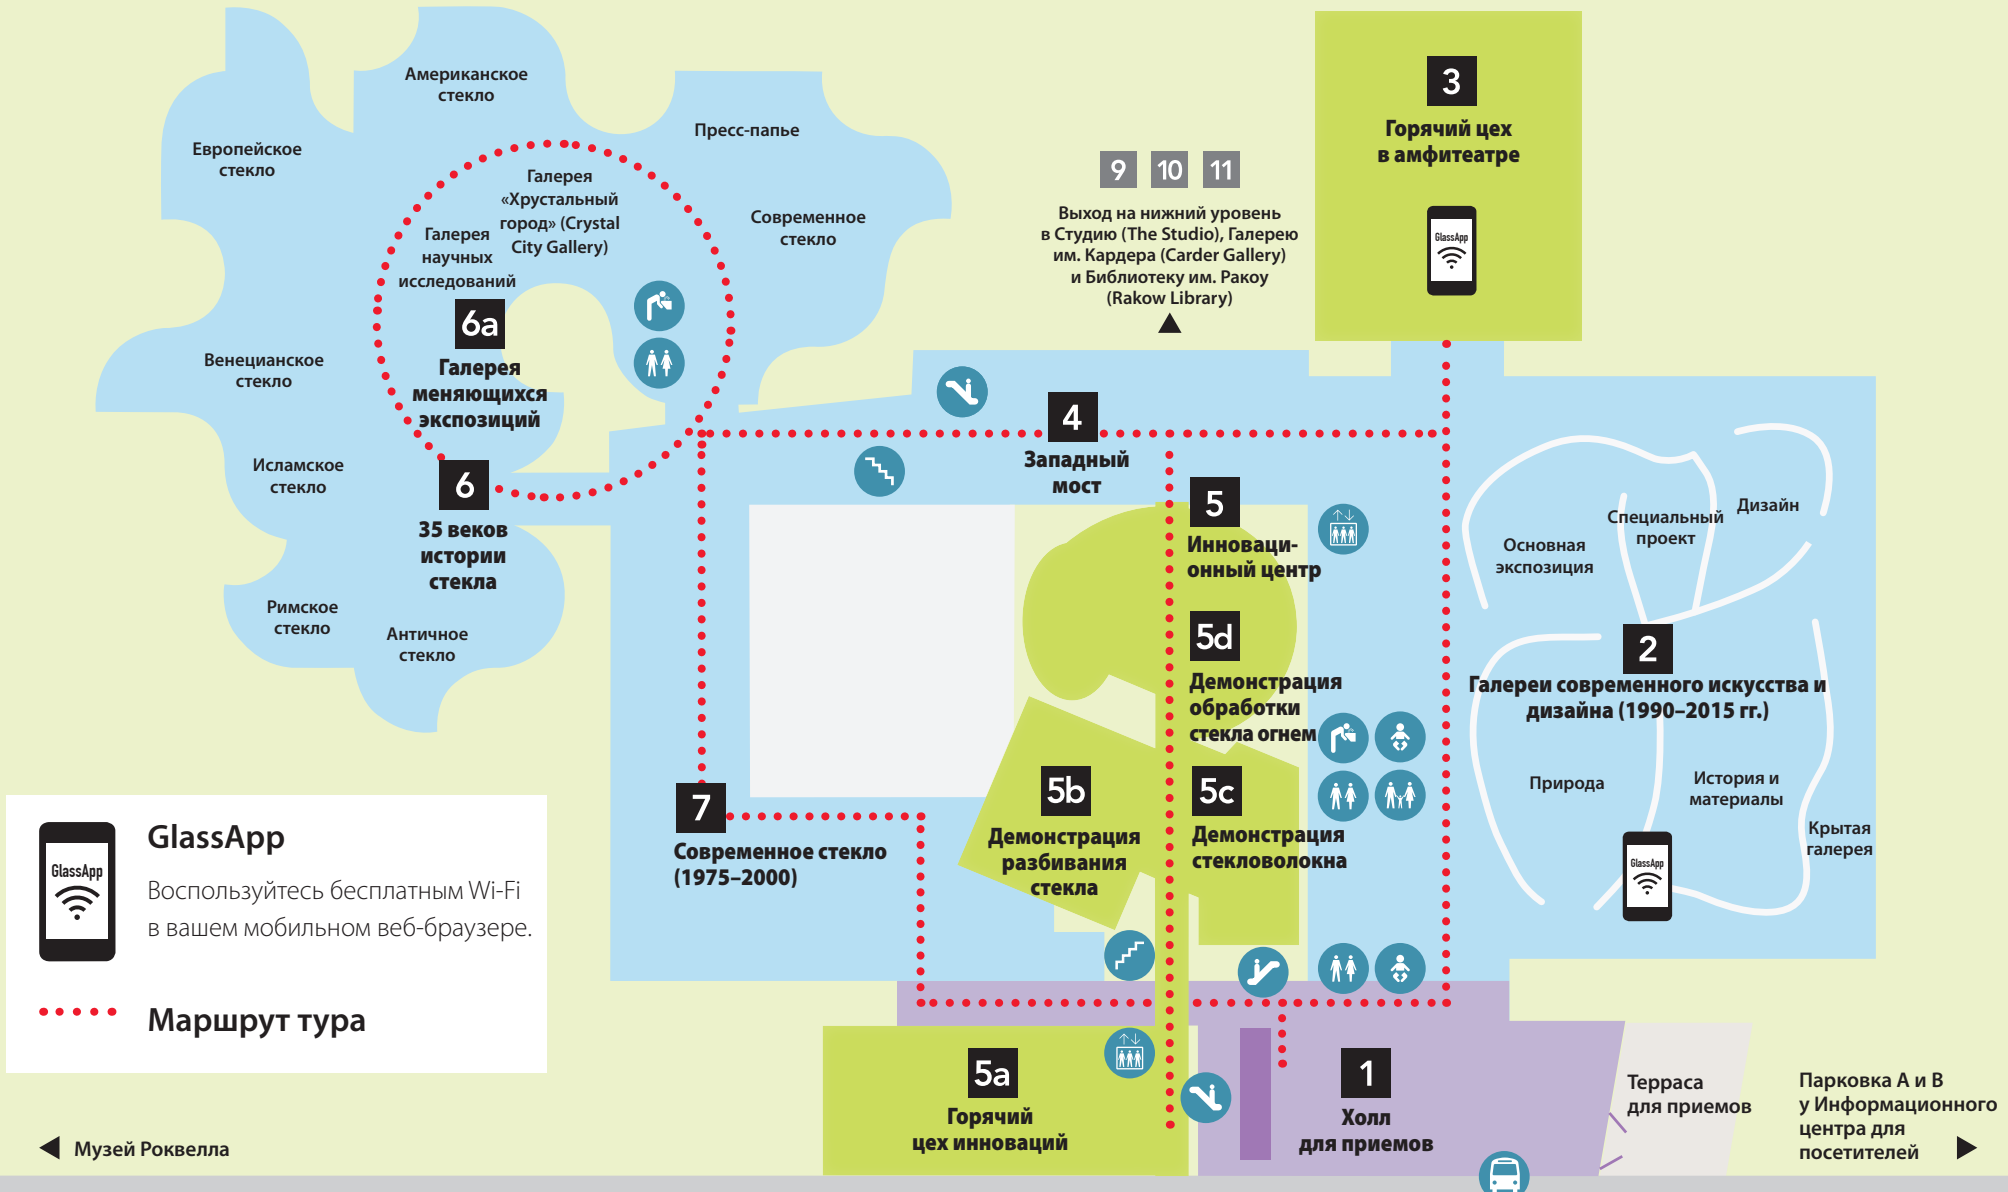 Американское
стекло
Европейское
стекло
Пресс-папье
Галерея
«Хрустальный
город» (Crystal
City Gallery)
Современное
стекло
Галерея
научных
исследований
6a
Галерея
меняющихся
экспозиций
Венецианское
стекло
Исламское
стекло
6
35 веков
истории
стекла
Римское
стекло
Античное
стекло
9 10 11
Выход на нижний уровень
в Студию (The Studio), Галерею
им. Кардера (Carder Gallery)
и Библиотеку им. Ракоу
(Rakow Library)
3
Горячий цех
в амфитеатре
GlassApp
4
Западный
мост
5
Инноваци-
онный центр
5d
Демонстрация
обработки
стекла огнем
5b
Демонстрация
разбивания
стекла
5c
Демонстрация
стекловолокна
7
Современное стекло
(1975–2000)
Основная
экспозиция
Специальный
проект
Дизайн
2
Галереи современного искусства и
дизайна (1990–2015 гг.)
Природа
История и
материалы
Крытая
галерея
GlassApp
GlassApp
GlassApp
Воспользуйтесь бесплатным Wi-Fi
в вашем мобильном веб-браузере.
Маршрут тура
5a
Горячий
цех инноваций
1
Холл
для приемов
Терраса
для приемов
Парковка A и B
у Информационного
центра для
посетителей
Музей Роквелла